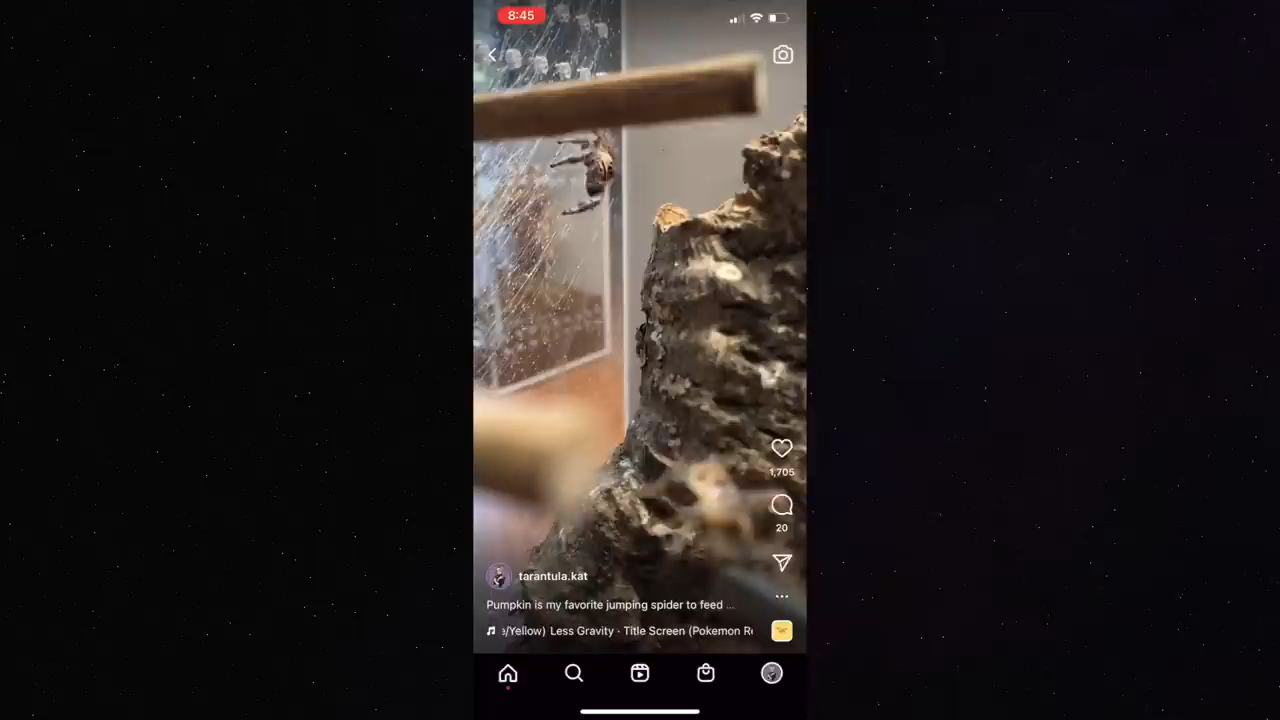 8:45
1,705
20
tarantula.kat
Pumpkin is my favorite jumping spider to feed ...
/Yellow) Less Gravity · Title Screen (Pokemon R